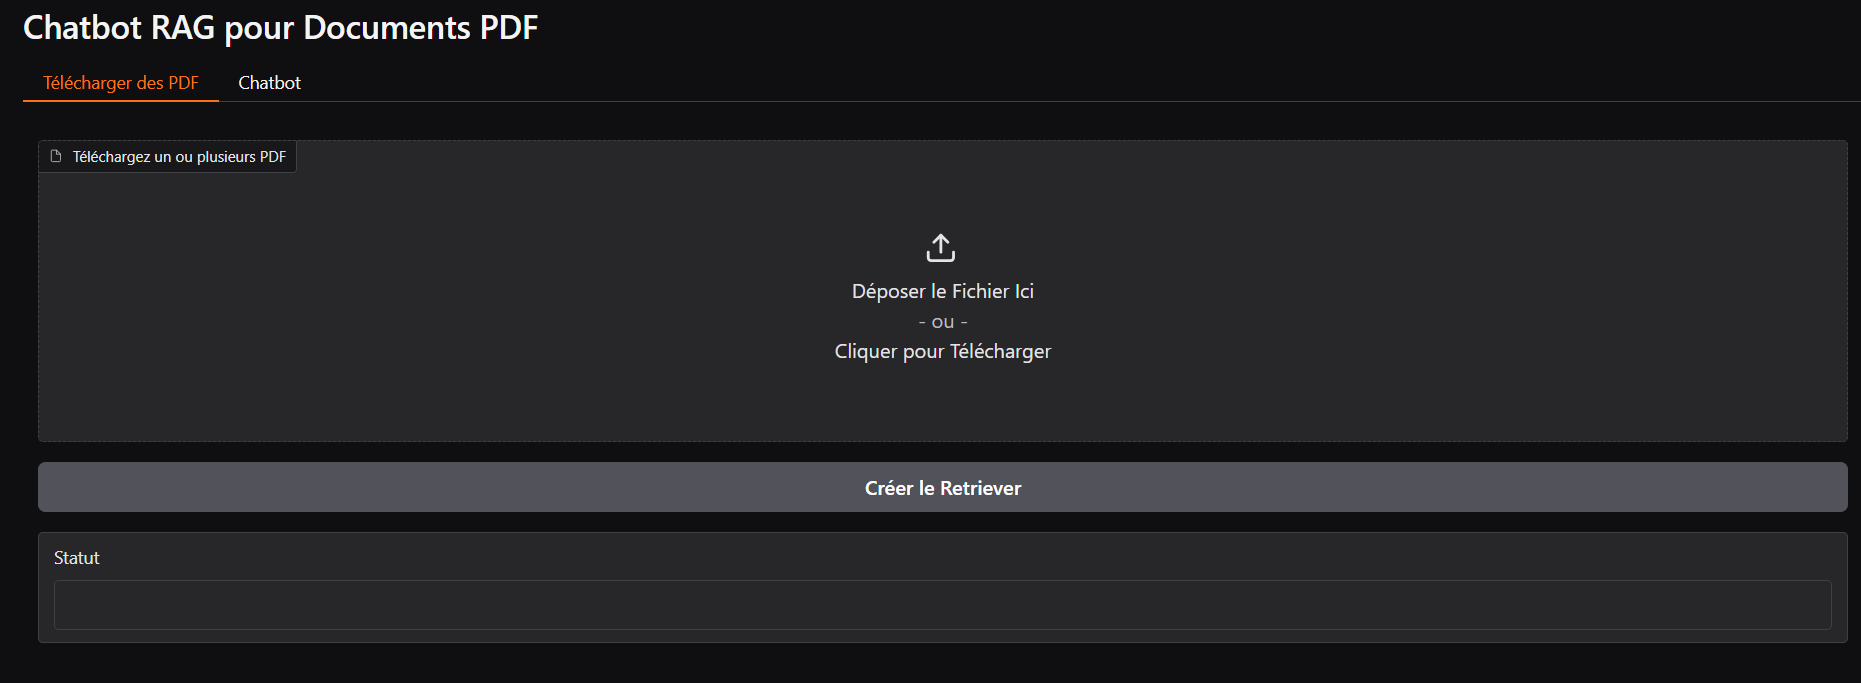 Chatbot RAG pour Documents PDF
Télécharger des PDF
Chatbot
Téléchargez un ou plusieurs PDF
Déposer le Fichier Ici
- ou -
Cliquer pour Télécharger
Créer le Retriever
Statut